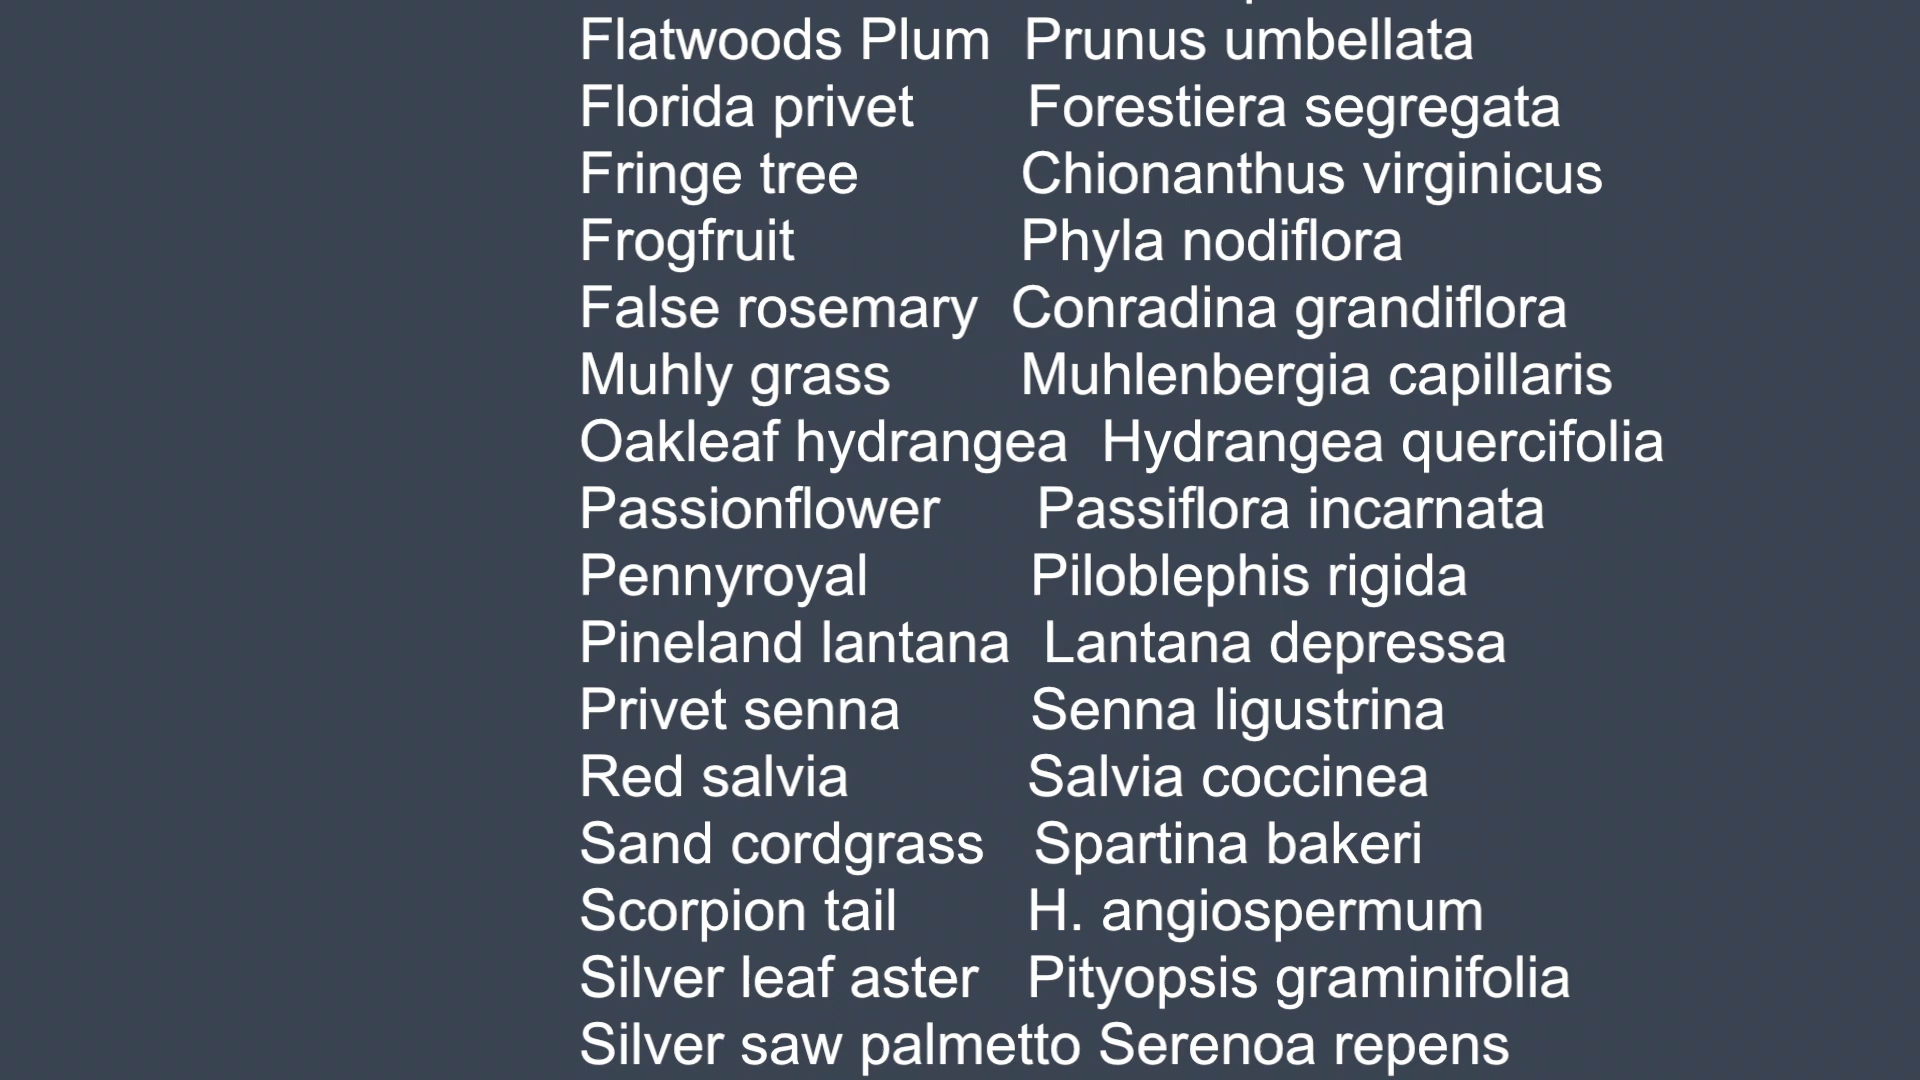 Flatwoods Plum Prunus umbellata
Florida privet Forestiera segregata
Fringe tree Chionanthus virginicus
Frogfruit Phyla nodiflora
False rosemary Conradina grandiflora
Muhly grass Muhlenbergia capillaris
Oakleaf hydrangea Hydrangea quercifolia
Passionflower Passiflora incarnata
Pennyroyal Piloblephis rigida
Pineland lantana Lantana depressa
Privet senna Senna ligustrina
Red salvia Salvia coccinea
Sand cordgrass Spartina bakeri
Scorpion tail H. angiospermum
Silver leaf aster Pityopsis graminifolia
Silver saw palmetto Serenoa repens